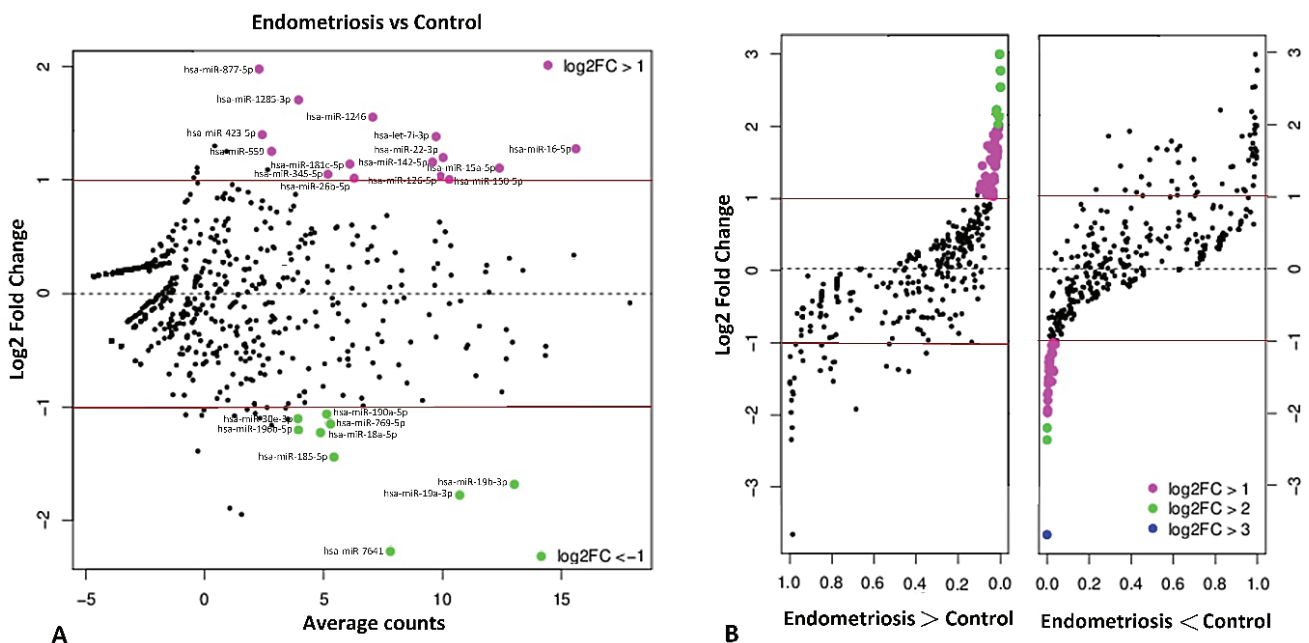 Endometriosis vs Control
Log2 Fold Change
2
1
0
-1
-2
hsa-miR-877-5p
log2FC > 1
hsa-miR-1285-3p
hsa-miR-1246
hsa-miR 423 5p
hsa-let-7i-3p
hsa-miR-559
hsa-miR-22-3p
hsa-miR-16-5p
hsa-miR-181c-5p
hsa-miR-142-5p
hsa-miR-15a-5p
hsa-miR-345-5p
hsa-miR-26b-5p
hsa-miR-126-5p
hsa-miR-150-5p
hsa-miR-190a-5p
hsa-miR-30e-3p
hsa-miR-769-5p
hsa-miR-196b-5p
hsa-miR-18a-5p
hsa-miR-185-5p
hsa-miR-19b-3p
hsa-miR-19a-3p
hsa miR 7641
log2FC <-1
-5 0 5 10 15
Average counts
A
Log2 Fold Change
3
2
1
0
-1
-2
-3
1.0 0.8 0.6 0.4 0.2 0.0
Endometriosis > Control
3
2
1
0
-1
-2
-3
log2FC > 1
log2FC > 2
log2FC > 3
0.0 0.2 0.4 0.6 0.8 1.0
Endometriosis < Control
B